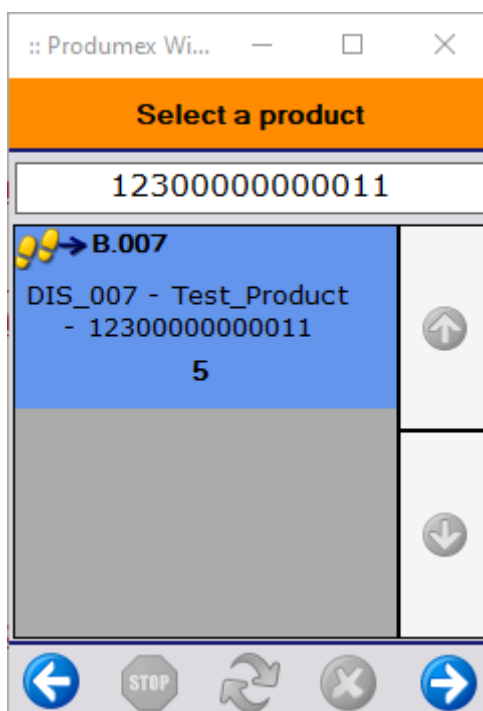 :: Produmex Wi...
Select a product
12300000000011
B.007
DIS_007 - Test_Product
- 12300000000011
5
STOP